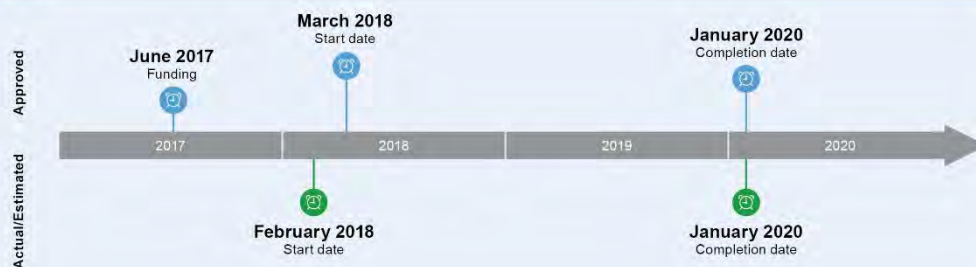 March 2018
Start date
January 2020
Completion date
June 2017
Funding
Approved
2017 2018 2019 2020
Actual/Estimated
February 2018
Start date
January 2020
Completion date